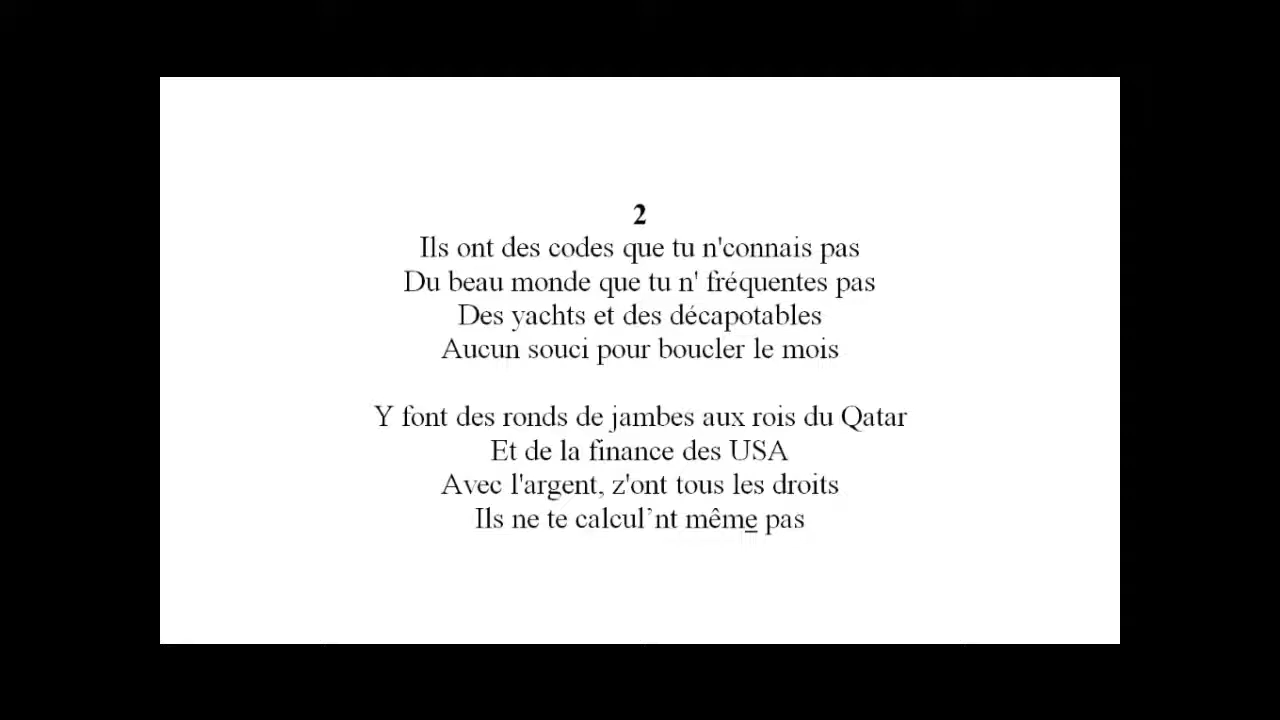 2
Ils ont des codes que tu n'connais pas
Du beau monde que tu n' fréquentes pas
Des yachts et des décapotables
Aucun souci pour boucler le mois
Y font des ronds de jambes aux rois du Qatar
Et de la finance des USA
Avec l'argent, z'ont tous les droits
Ils ne te calcul’nt même pas